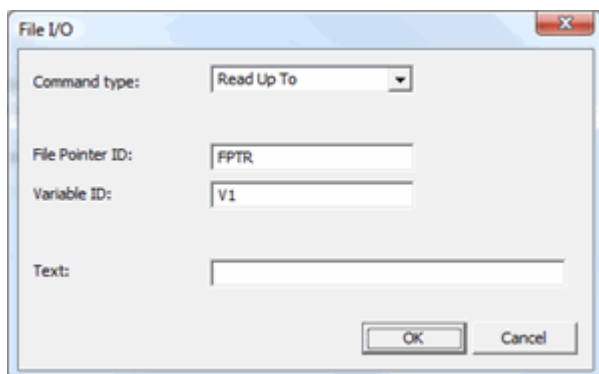 File I/O
Command type: Read Up To
File Pointer ID: FPTR
Variable ID: V1
Text:
OK Cancel